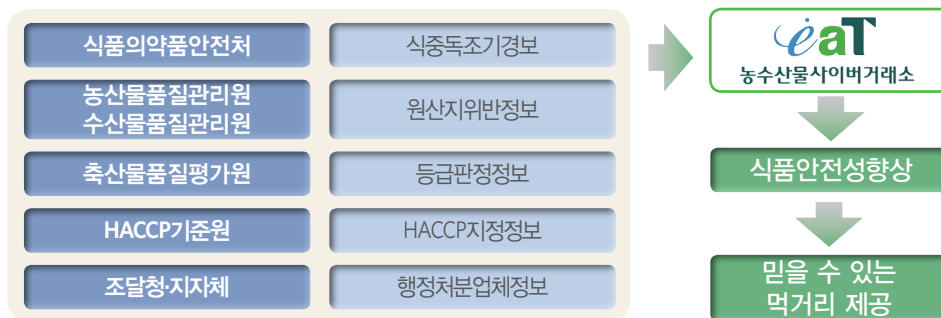 식품의약품안전처
식중독조기경보
농산물품질관리원
수산물품질관리원
원산지위반정보
축산물품질평가원
등급판정정보
HACCP기준원
HACCP지정정보
조달청·지자체
행정처분업체정보
eaT
농수산물사이버거래소
식품안전성향상
믿을 수 있는
먹거리 제공